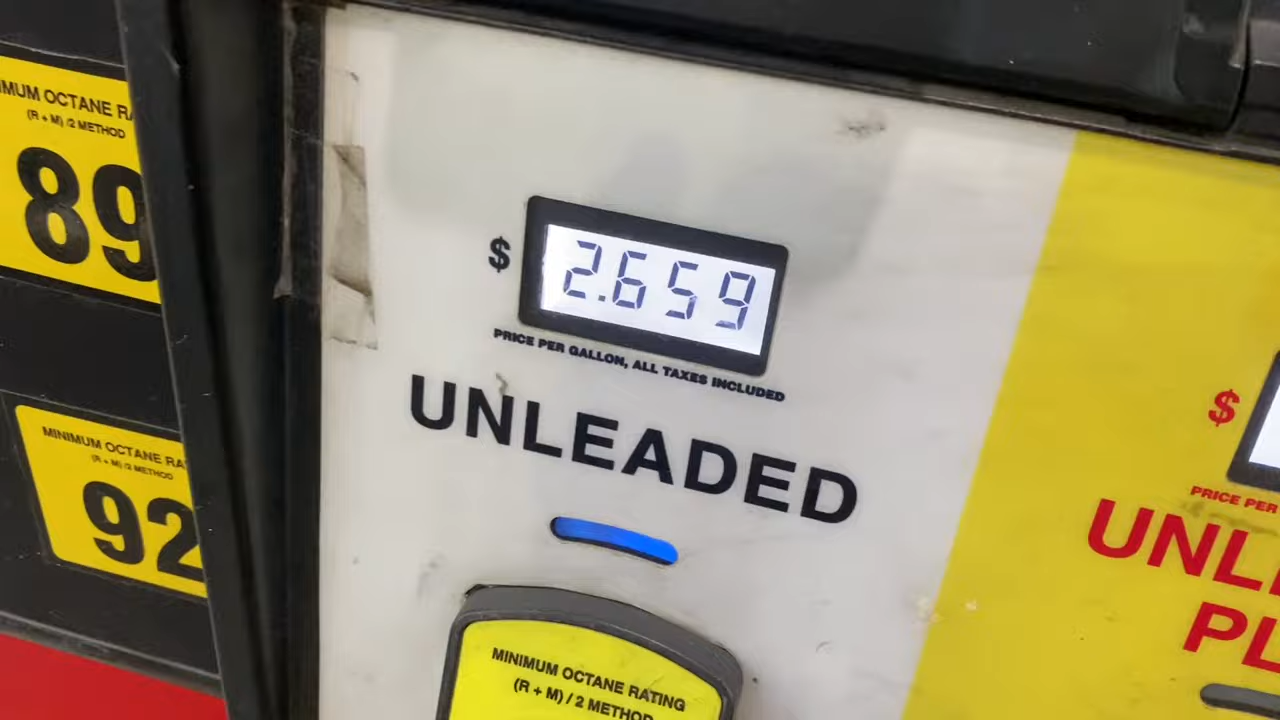 MUM OCTANE RA
(R + M) /2 METHOD
89
MINIMUM OCTANE RA
(R + M) /2 METHOD
92
$ 2.659
PRICE PER GALLON, ALL TAXES INCLUDED
UNLEADED
MINIMUM OCTANE RATING
(R + M) / 2 METHOD
$
PRICE PER
UNL
PL